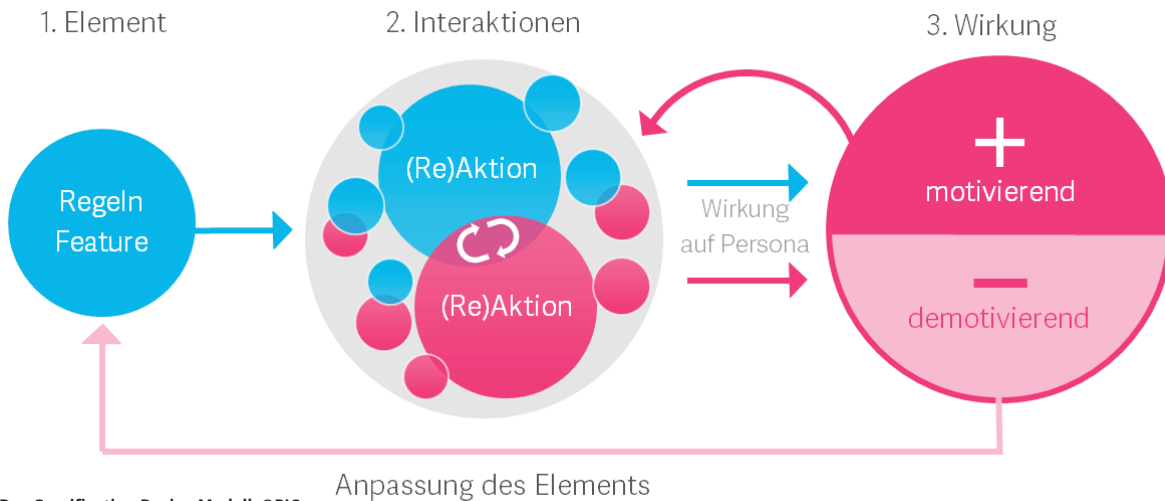 1. Element
2. Interaktionen
3. Wirkung
Regeln
Feature
(Re)Aktion
(Re)Aktion
Wirkung
auf Persona
+
motivierend
−
demotivierend
Anpassung des Elements